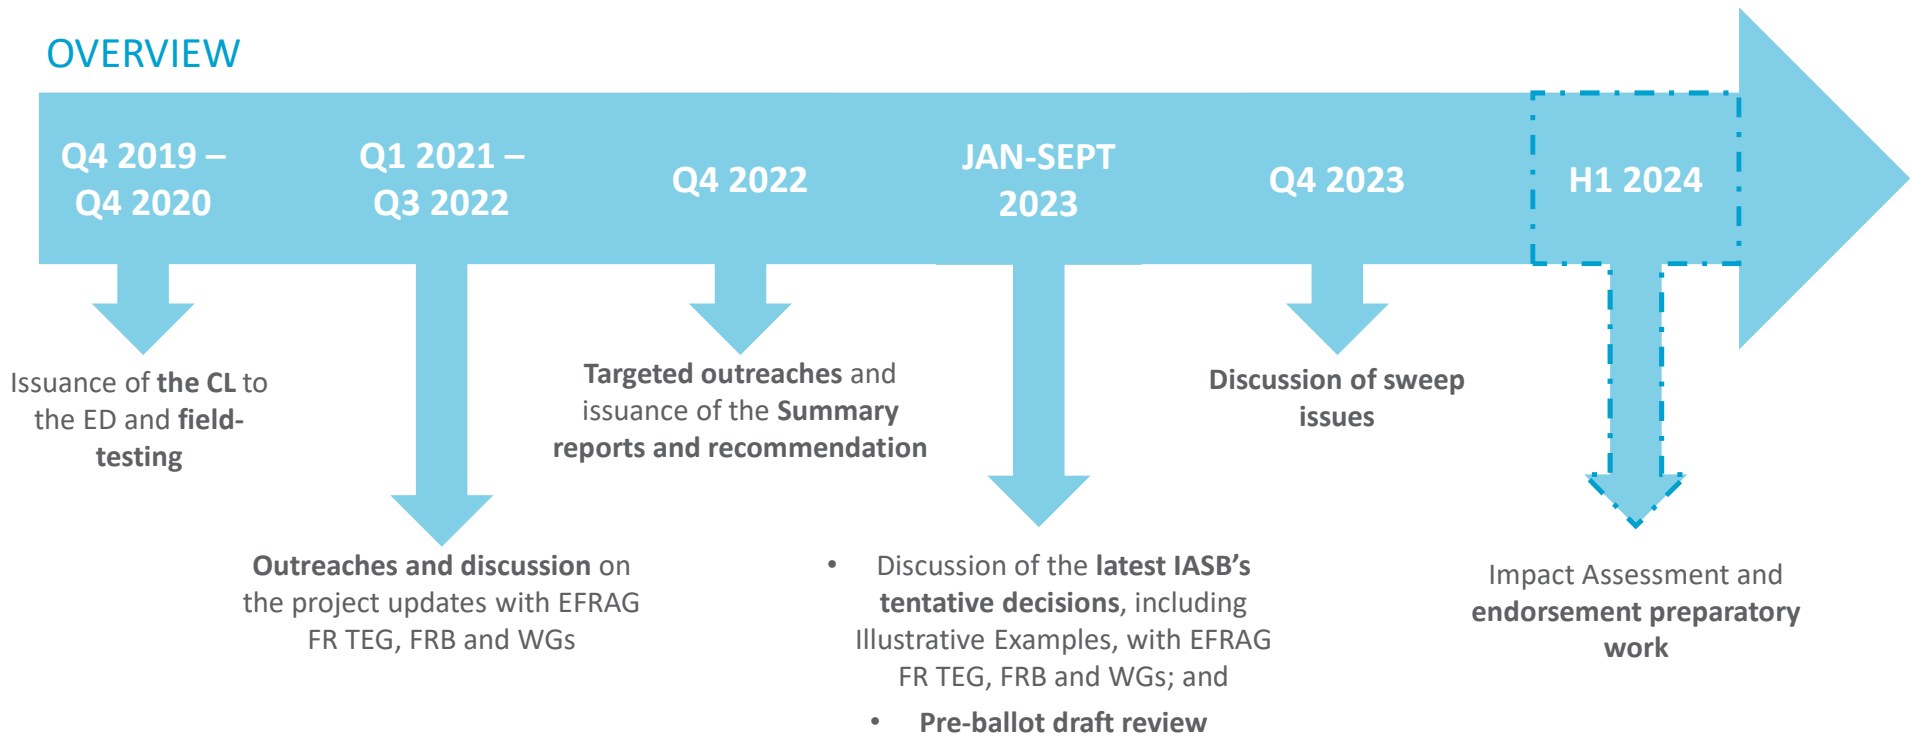 OVERVIEW
Q4 2019 –
Q4 2020
Q1 2021 –
Q3 2022
Q4 2022
JAN-SEPT
2023
Q4 2023
H1 2024
Issuance of the CL to
the ED and field-
testing
Outreaches and discussion on
the project updates with EFRAG
FR TEG, FRB and WGs
Targeted outreaches and
issuance of the Summary
reports and recommendation
• Discussion of the latest IASB’s
tentative decisions, including
Illustrative Examples, with EFRAG
FR TEG, FRB and WGs; and
• Pre-ballot draft review
Discussion of sweep
issues
Impact Assessment and
endorsement preparatory
work